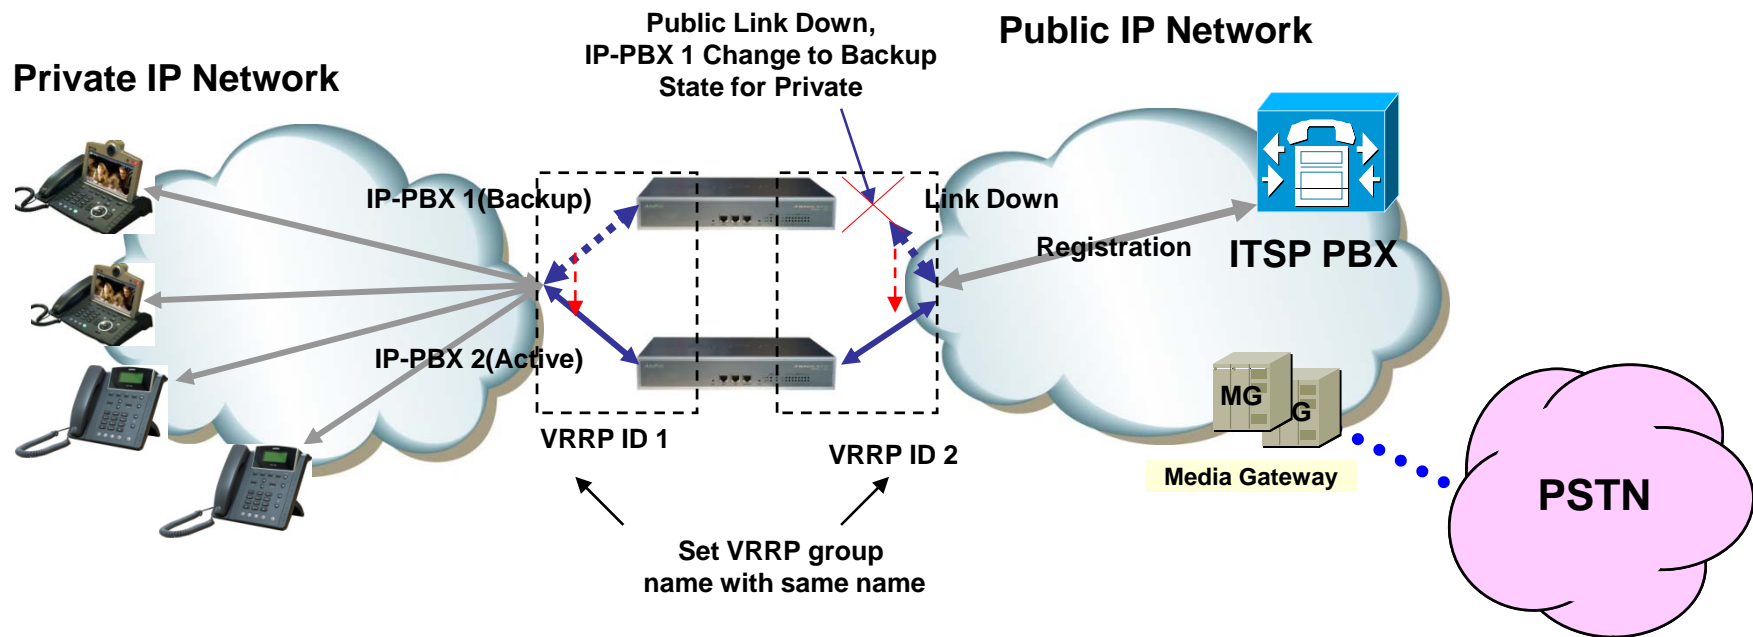 Public Link Down,
IP-PBX 1 Change to Backup
State for Private
Public IP Network
Private IP Network
IP-PBX 1(Backup)
Link Down
Registration
ITSP PBX
IP-PBX 2(Active)
MG
G
VRRP ID 1
VRRP ID 2
Media Gateway
PSTN
Set VRRP group
name with same name